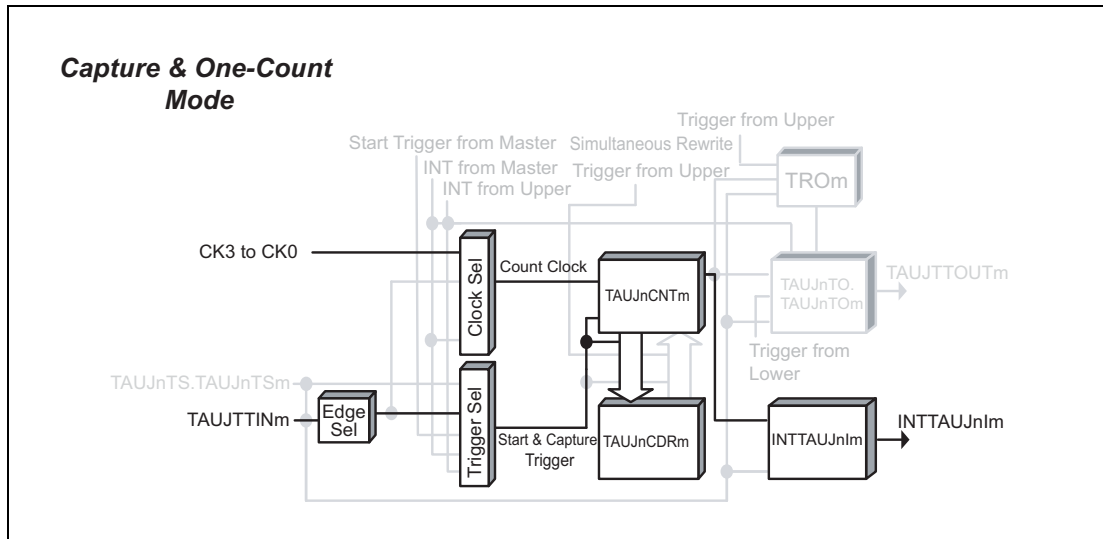 Capture & One-Count
Mode
Trigger from Upper
Start Trigger from Master
Simultaneous Rewrite
INT from Master
Trigger from Upper
INT from Upper
TROm
CK3 to CK0
Clock Sel
Count Clock
TAUJnCNTm
TAUJnTO.
TAUJnTOm
TAUJTTOUTm
Trigger from
Lower
TAUJnTS.TAUJnTSm
TAUJTTINm
Edge
Sel
Trigger Sel
Start & Capture
Trigger
TAUJnCDRm
INTTAUJnIm
INTTAUJnIm